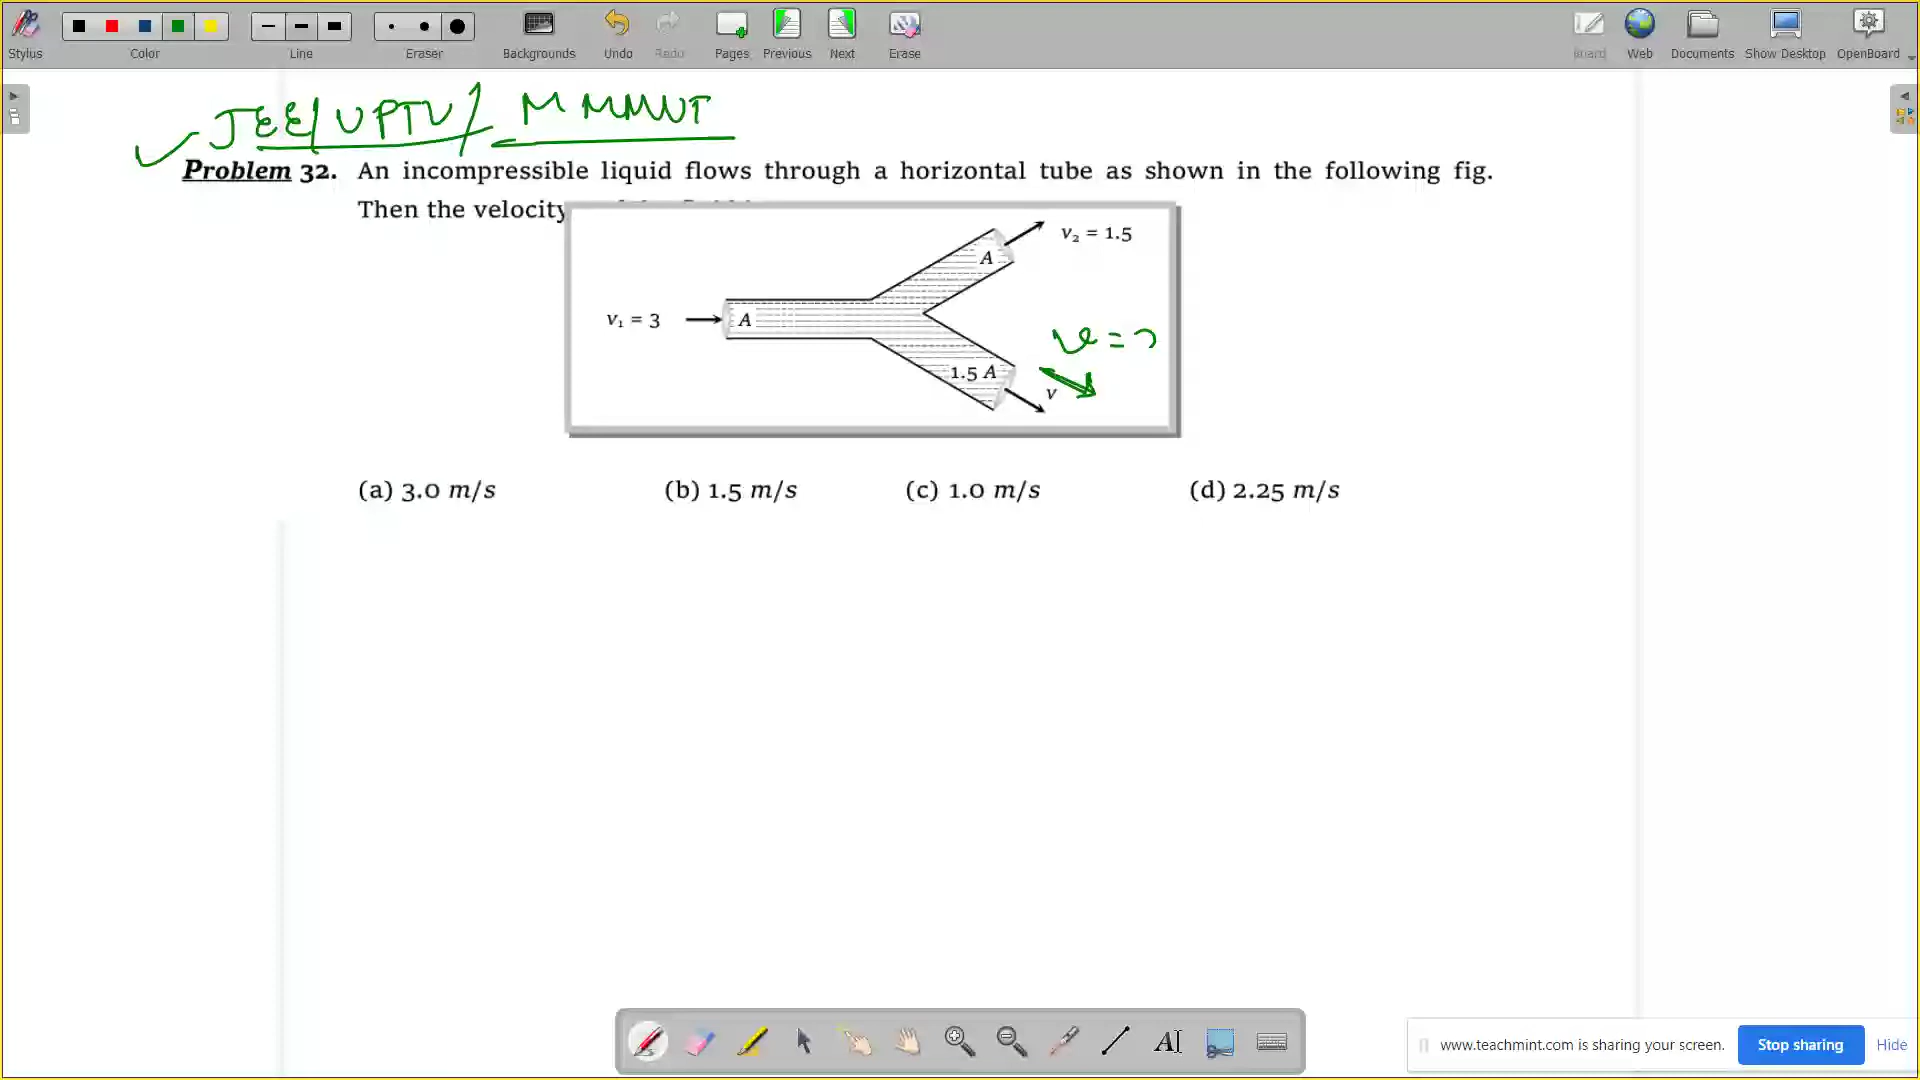 Stylus Color Line Eraser Backgrounds Undo Redo Pages Previous Next Erase Board Web Documents Show Desktop OpenBoard
JEE/UPTU/ MMMUT
Problem 32. An incompressible liquid flows through a horizontal tube as shown in the following fig.
Then the velocity
v₂ = 1.5
A
v₁ = 3
A
v = ?
1.5 A
v
(a) 3.0 m/s (b) 1.5 m/s (c) 1.0 m/s (d) 2.25 m/s
www.teachmint.com is sharing your screen. Stop sharing Hide